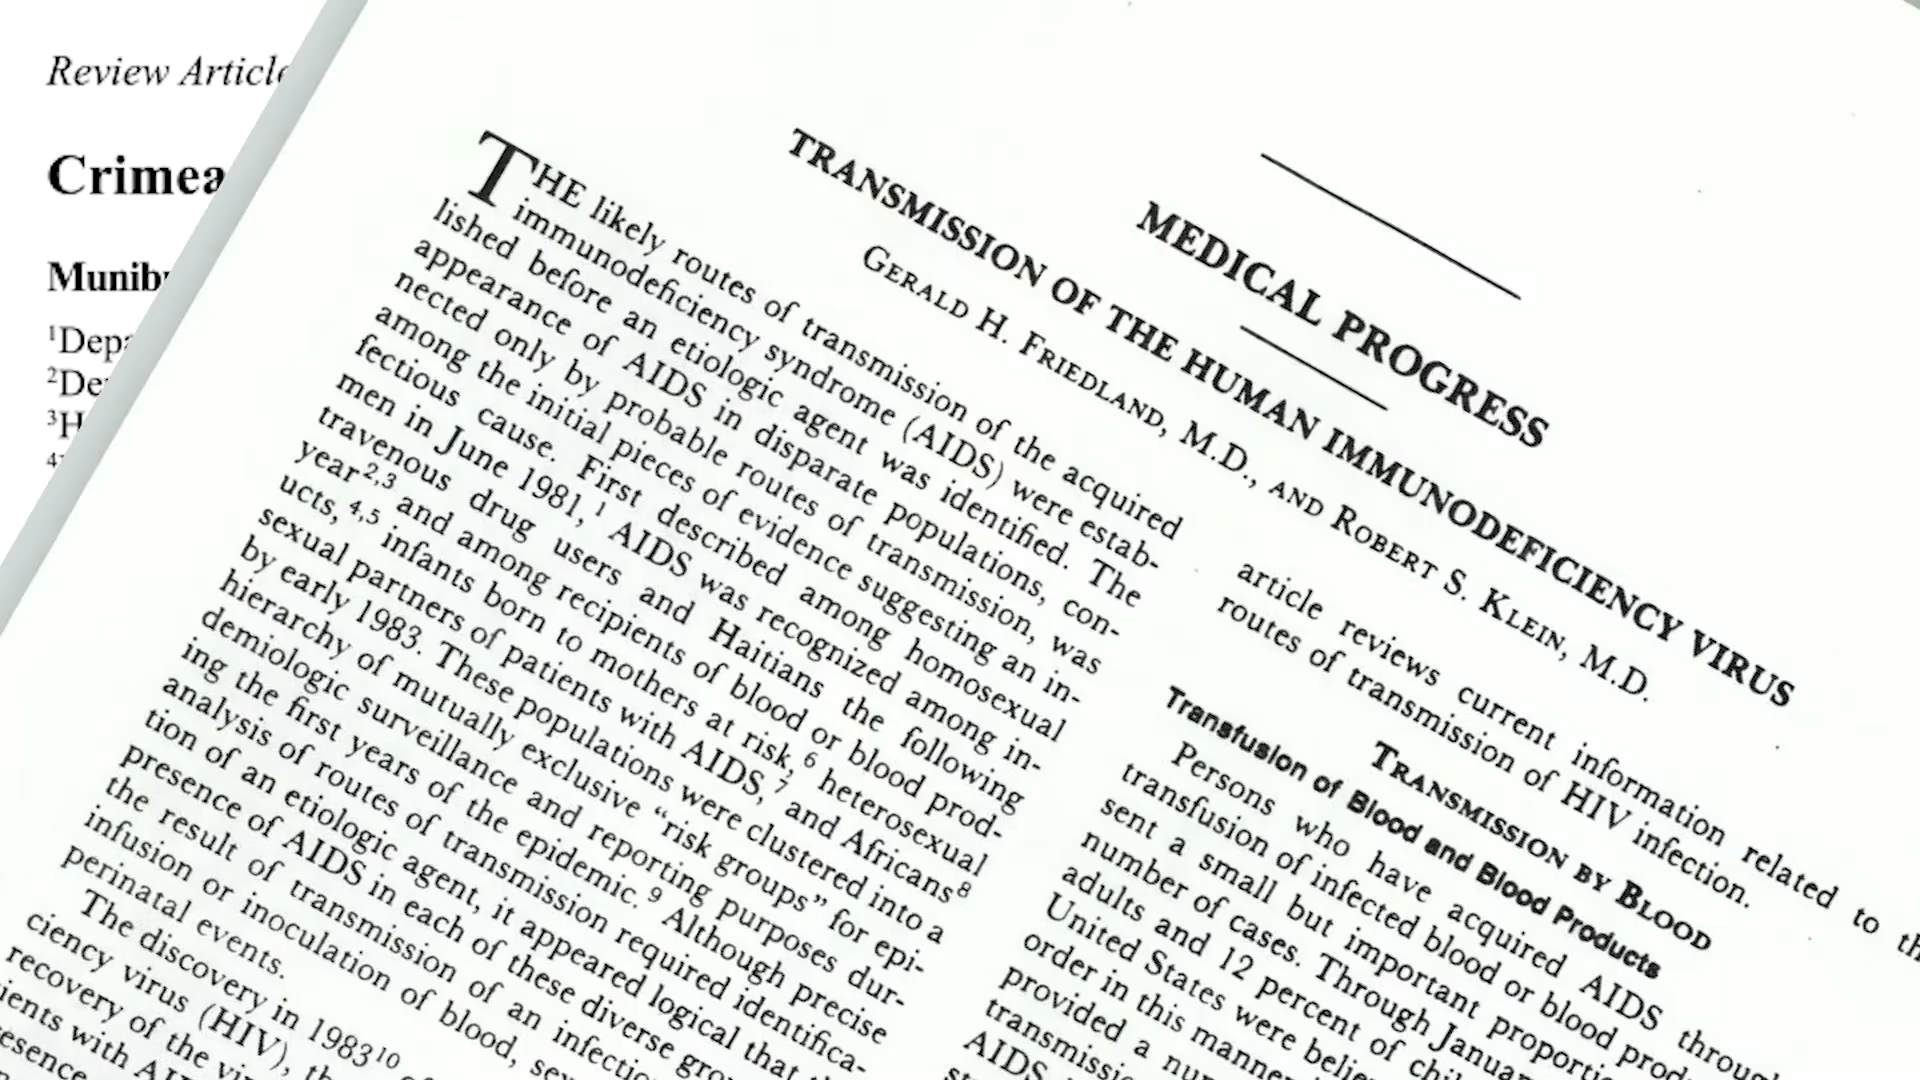 Review Article
Crimea
Munib
¹Depa
²De
³H
MEDICAL PROGRESS
TRANSMISSION OF THE HUMAN IMMUNODEFICIENCY VIRUS
GERALD H. FRIEDLAND, M.D., AND ROBERT S. KLEIN, M.D.
THE likely routes of transmission of the acquired
immunodeficiency syndrome (AIDS) were estab-
lished before an etiologic agent was identified. The
appearance of AIDS in disparate populations, con-
nected only by probable routes of transmission, was
among the initial pieces of evidence suggesting an in-
fectious cause. First described among homosexual
men in June 1981,¹ AIDS was recognized among in-
travenous drug users and Haitians the following
year²,³ and among recipients of blood or blood prod-
ucts,⁴,⁵ infants born to mothers at risk,⁶ heterosexual
sexual partners of patients with AIDS,⁷ and Africans⁸
by early 1983. These populations were clustered into a
hierarchy of mutually exclusive “risk groups” for epi-
demiologic surveillance and reporting purposes dur-
ing the first years of the epidemic.⁹ Although precise
analysis of routes of transmission required identifica-
tion of an etiologic agent, it appeared logical that
presence of AIDS in each of these diverse gro
the result of transmission of an infectio
infusion or inoculation of blood, sex
perinatal events.
The discovery in 1983¹⁰
ciency virus (HIV), th
recovery of the vi
ients with AI
esence
article reviews current information related to th
routes of transmission of HIV infection.
TRANSMISSION BY BLOOD
Transfusion of Blood and Blood Products
Persons who have acquired AIDS through
transfusion of infected blood or blood produ
sent a small but important proporti
number of cases. Through Januar
adults and 12 percent of chil
United States were belie
order in this manne
provided a nu
transmissi
AIDS